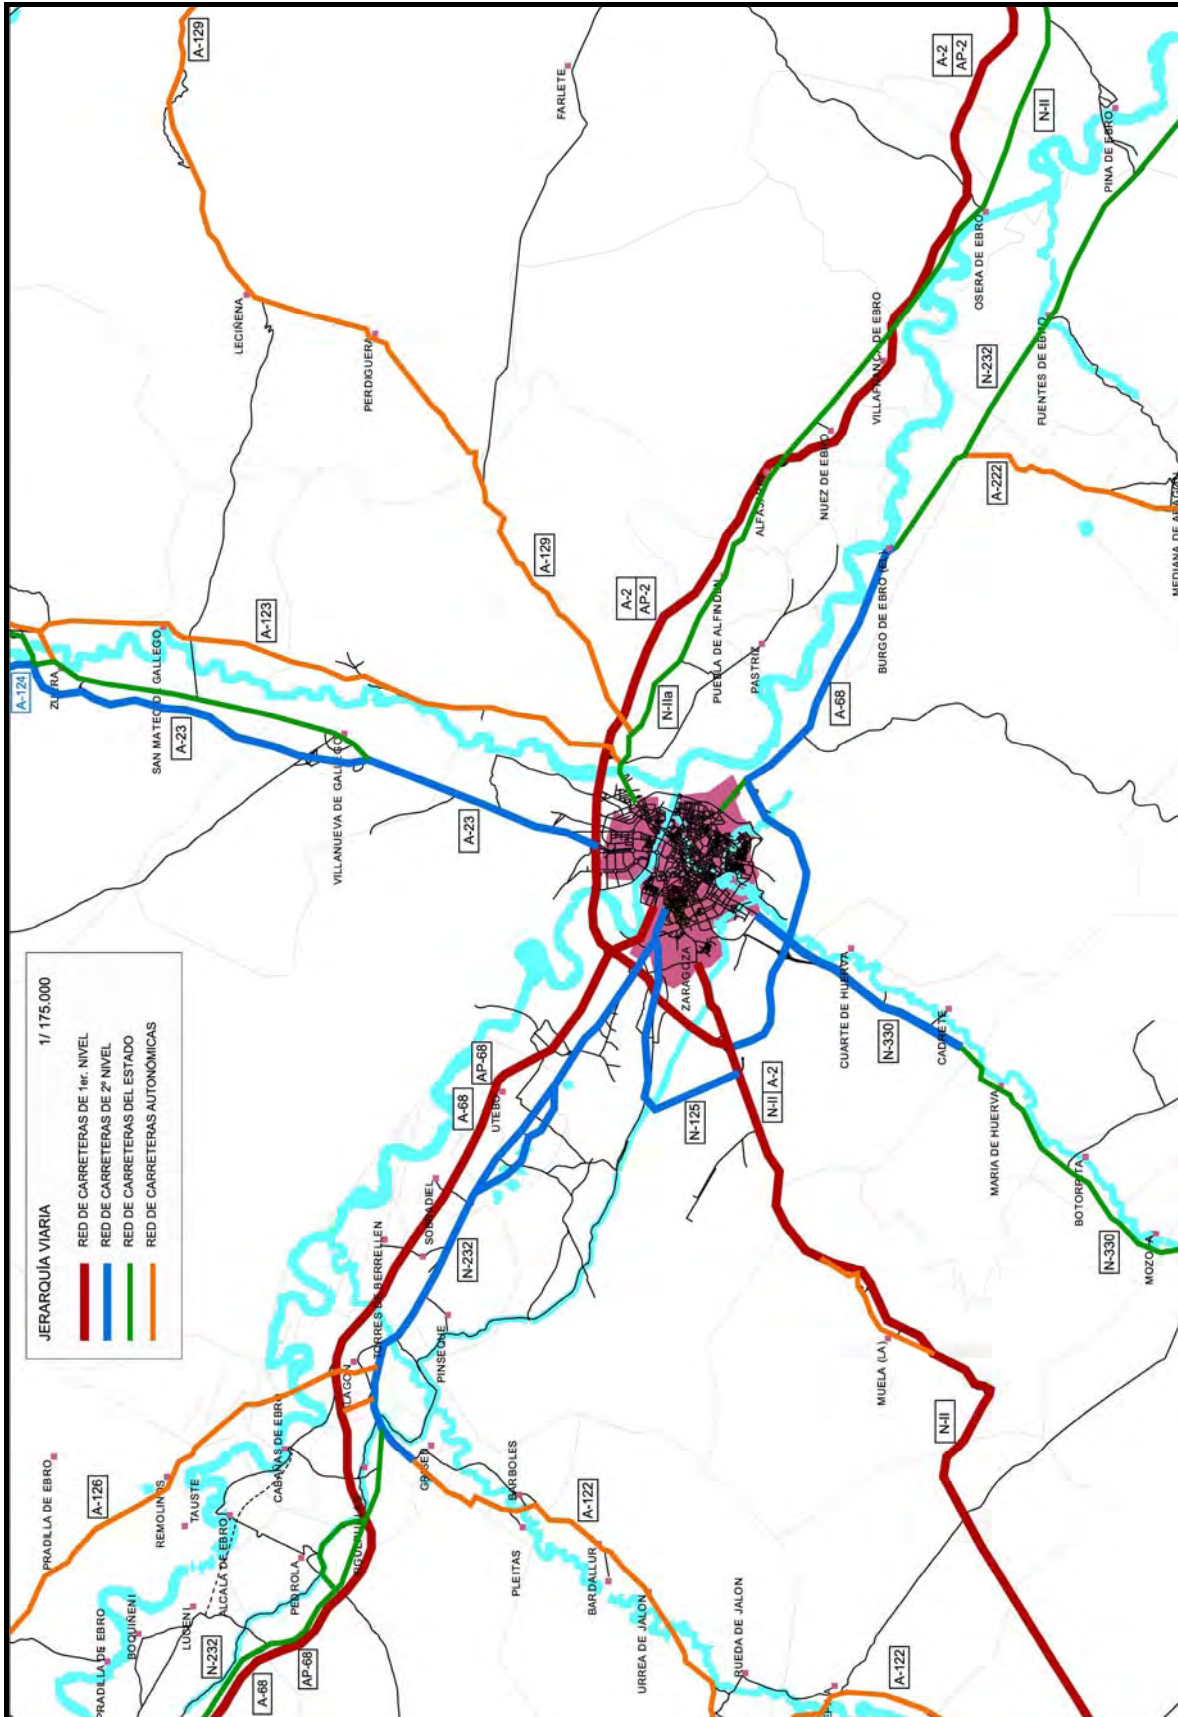 JERARQUÍA VIARIA
1/ 175.000
RED DE CARRETERAS DE 1er. NIVEL
RED DE CARRETERAS DE 2º NIVEL
RED DE CARRETERAS DEL ESTADO
RED DE CARRETERAS AUTONÓMICAS
PRADILLA DE EBRO
A-126
REMOLINOS
TAUSTE
ALCALA DE EBRO
CABAÑAS DE EBRO
PRADILLA DE EBRO
BOQUIÑENI
LUCENI
PEDROLA
N-232
A-68
AP-68
TORRES DE BERRELLEN
SOBRADIEL
PINSEQUE
N-232
A-68
AP-68
UTEBO
BARBOLES
PLEITAS
BARDALLUR
A-122
URREA DE JALON
RUEDA DE JALON
A-122
MUELA (LA)
N-II
N-II
A-2
N-125
ZARAGOZA
CUARTE DE HUERVA
CADRETE
N-330
MARIA DE HUERVA
BOTORRITA
N-330
A-124
ZUERA
SAN MATEO DE GALLEGO
A-23
VILLANUEVA DE GALLEGO
A-23
A-123
A-129
LECIÑENA
PERDIGUERA
A-129
FARLETE
A-2
AP-2
N-IIa
PUEBLA DE ALFINDEN
PASTRIZ
NUEZ DE EBRO
VILLAFRANCA DE EBRO
OSERA DE EBRO
A-2
AP-2
N-II
PINA DE EBRO
FUENTES DE EBRO
N-232
A-222
MEDIANA DE ARAGON
BURGO DE EBRO (EL)
A-68